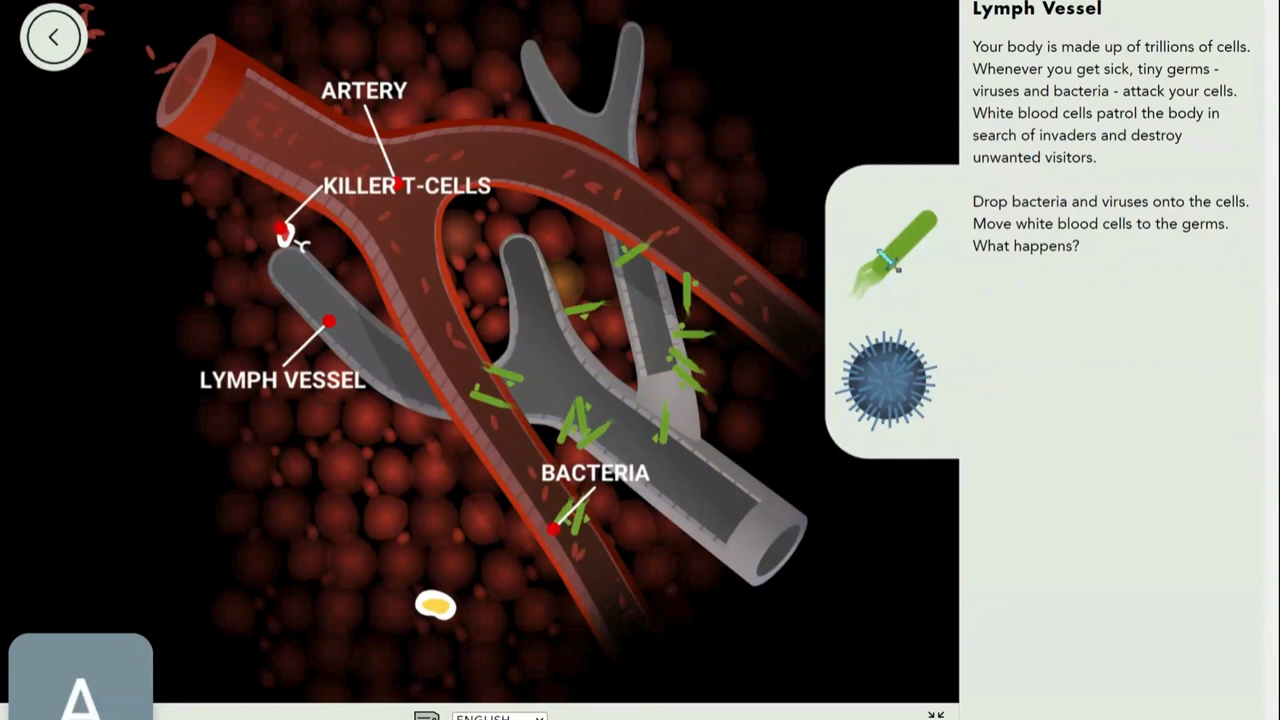 Lymph Vessel
Your body is made up of trillions of cells.
Whenever you get sick, tiny germs -
viruses and bacteria - attack your cells.
White blood cells patrol the body in
search of invaders and destroy
unwanted visitors.
Drop bacteria and viruses onto the cells.
Move white blood cells to the germs.
What happens?
ARTERY
KILLER T-CELLS
LYMPH VESSEL
BACTERIA
A
ENGLISH